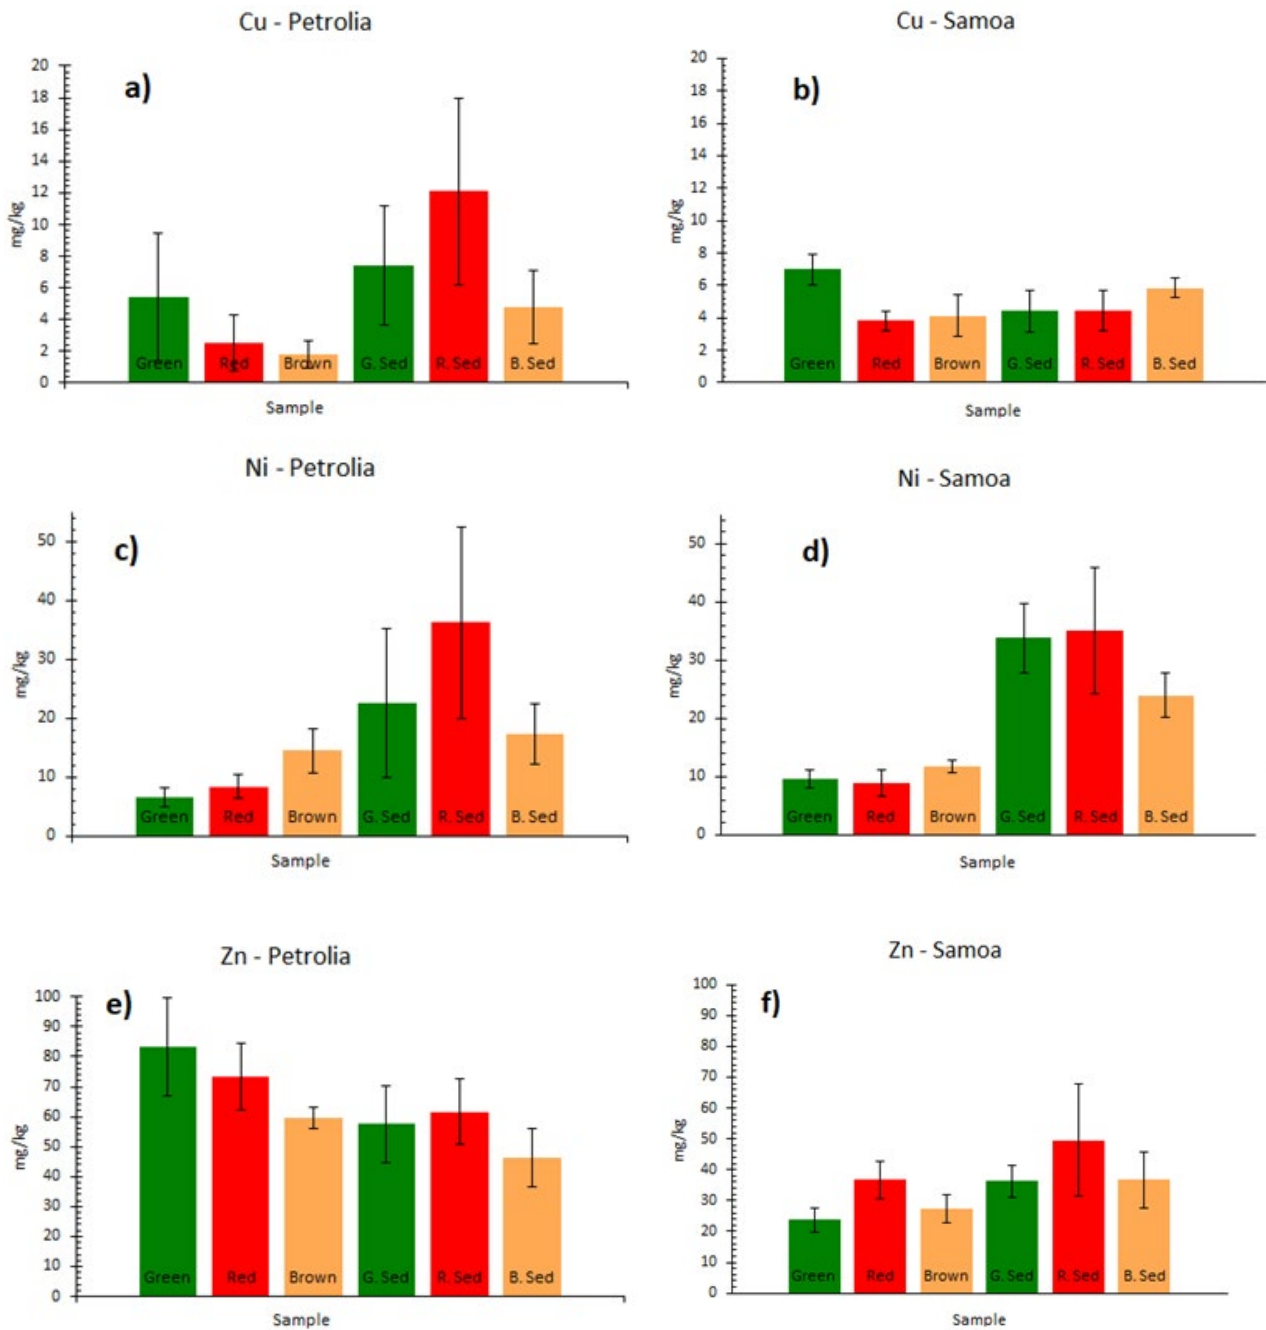 Cu - Petrolia
a)
20
18
16
14
12
10
8
6
4
2
0
mg/kg
Green
Red
Brown
G. Sed
R. Sed
B. Sed
Sample
Cu - Samoa
b)
20
18
16
14
12
10
8
6
4
2
0
mg/kg
Green
Red
Brown
G. Sed
R. Sed
B. Sed
Sample
Ni - Petrolia
c)
50
40
30
20
10
0
mg/kg
Green
Red
Brown
G. Sed
R. Sed
B. Sed
Sample
Ni - Samoa
d)
50
40
30
20
10
0
mg/kg
Green
Red
Brown
G. Sed
R. Sed
B. Sed
Sample
Zn - Petrolia
e)
100
90
80
70
60
50
40
30
20
10
0
mg/kg
Green
Red
Brown
G. Sed
R. Sed
B. Sed
Sample
Zn - Samoa
f)
100
90
80
70
60
50
40
30
20
10
0
mg/kg
Green
Red
Brown
G. Sed
R. Sed
B. Sed
Sample